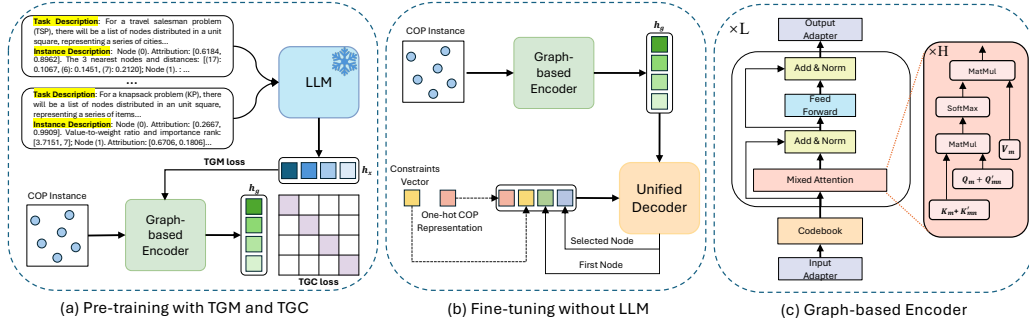 Task Description: For a travel salesman problem
(TSP), there will be a list of nodes distributed in a unit
square, representing a series of cities...
Instance Description: Node (0). Attribution: [0.6184,
0.8962]. The 3 nearest nodes and distances: [(17):
0.1067, (6): 0.1451, (7): 0.2120]; Node (1). : ...
...
Task Description: For a knapsack problem (KP), there
will be a list of nodes distributed in an unit square,
representing a series of items...
Instance Description: Node (0). Attribution: [0.2667,
0.9909]. Value-to-weight ratio and importance rank:
[3.7151, 7]; Node (1). Attribution: [0.6706, 0.1806]...
LLM
TGM loss
h_x
COP Instance
Graph-
based
Encoder
h_g
TGC loss
(a) Pre-training with TGM and TGC
COP Instance
Graph-based
Encoder
h_g
Constraints
Vector
One-hot COP
Representation
Unified
Decoder
Selected Node
First Node
(b) Fine-tuning without LLM
×L
Output
Adapter
Add & Norm
Feed
Forward
Add & Norm
Mixed Attention
Codebook
Input
Adapter
×H
MatMul
SoftMax
MatMul
V_m
Q_m + Q'_mn
K_m + K'_mn
(c) Graph-based Encoder